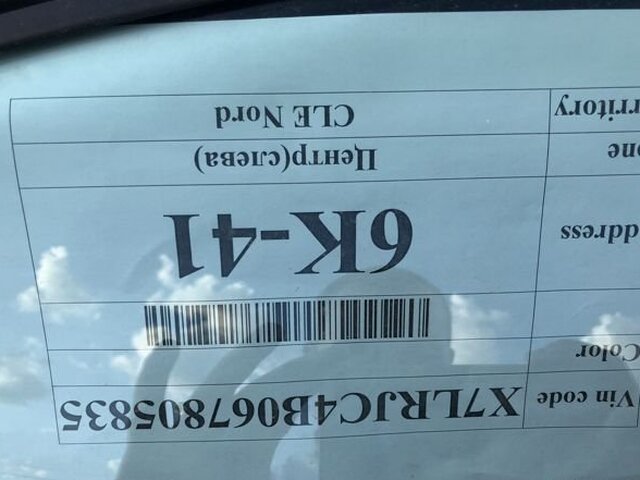 Vin code X7LRJC4B067805835
Color
ddress 6K-41
one Центр(слева)
rritory CLE Nord